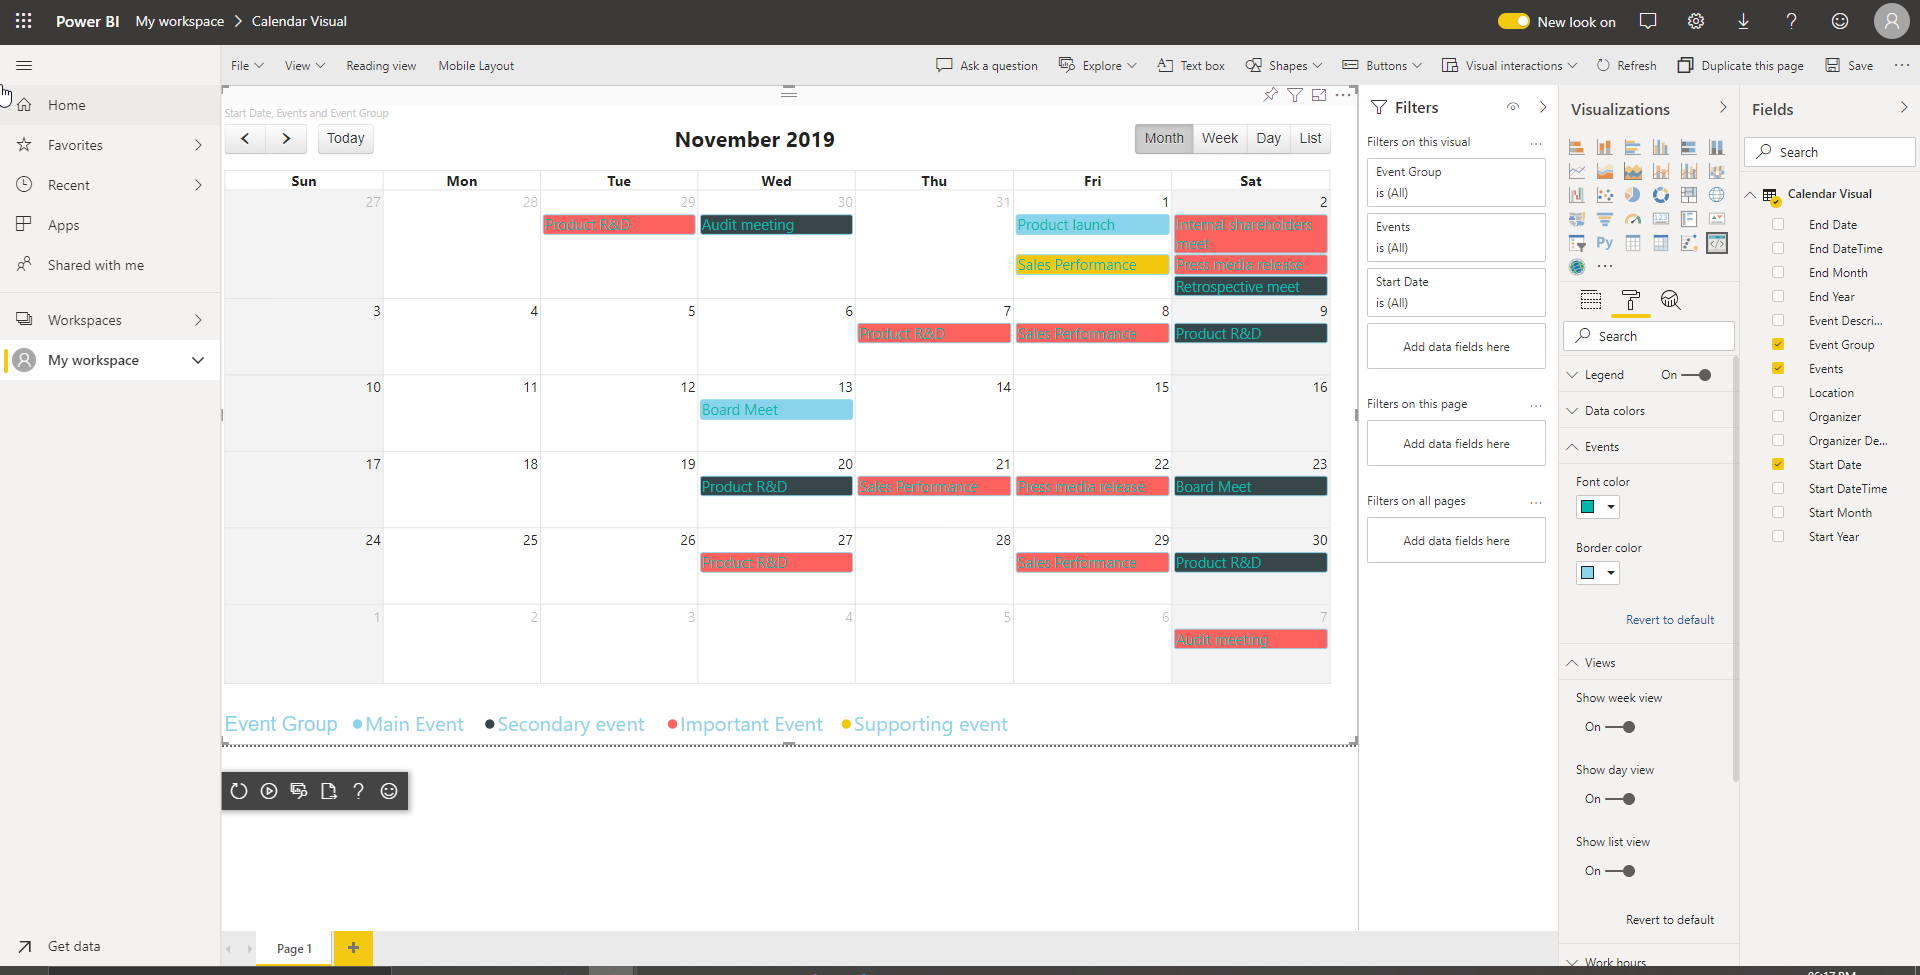 Power BI My workspace > Calendar Visual New look on
File View Reading view Mobile Layout Ask a question Explore Text box Shapes Buttons Visual interactions Refresh Duplicate this page Save ...
Home
Favorites
Recent
Apps
Shared with me
Workspaces
My workspace
Get data
Start Date, Events and Event Group
< > Today November 2019 Month Week Day List
Sun Mon Tue Wed Thu Fri Sat
27 28 29 30 31 1 2
Product R&D Audit meeting Product launch Internal shareholders
meet
Sales Performance Press media release
Retrospective meet
3 4 5 6 7 8 9
Product R&D Sales Performance Product R&D
10 11 12 13 14 15 16
Board Meet
17 18 19 20 21 22 23
Product R&D Sales Performance Press media release Board Meet
24 25 26 27 28 29 30
Product R&D Sales Performance Product R&D
1 2 3 4 5 6 7
Audit meeting
Event Group Main Event Secondary event Important Event Supporting event
Page 1 +
Filters
Filters on this visual ...
Event Group
is (All)
Events
is (All)
Start Date
is (All)
Add data fields here
Filters on this page ...
Add data fields here
Filters on all pages ...
Add data fields here
Visualizations
Py
Search
Legend On
Data colors
Events
Font color
Border color
Revert to default
Views
Show week view
On
Show day view
On
Show list view
On
Revert to default
Work hours
Fields
Search
Calendar Visual
End Date
End DateTime
End Month
End Year
Event Descri...
Event Group
Events
Location
Organizer
Organizer De...
Start Date
Start DateTime
Start Month
Start Year